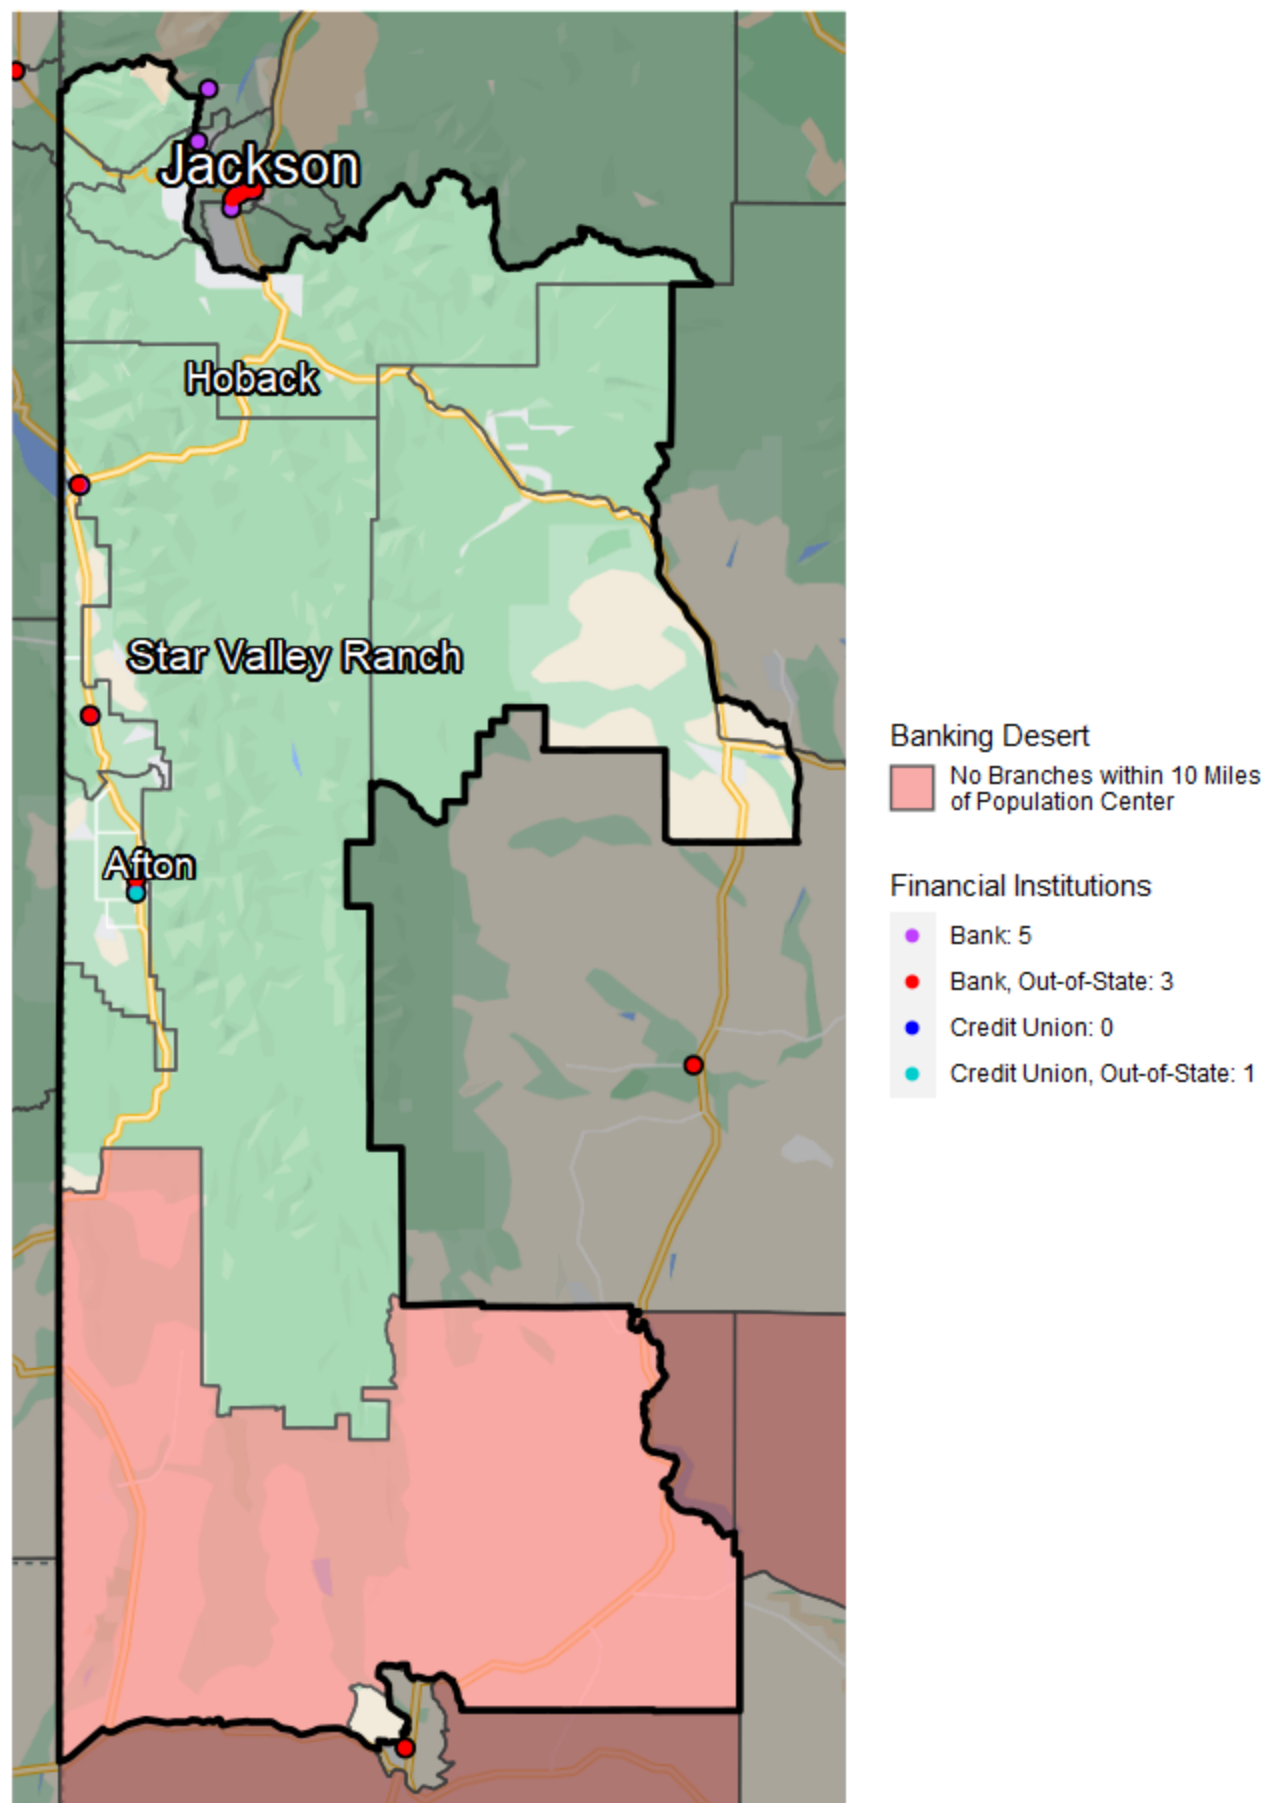 Jackson
Hoback
Star Valley Ranch
Afton
Banking Desert
No Branches within 10 Miles
of Population Center
Financial Institutions
Bank: 5
Bank, Out-of-State: 3
Credit Union: 0
Credit Union, Out-of-State: 1